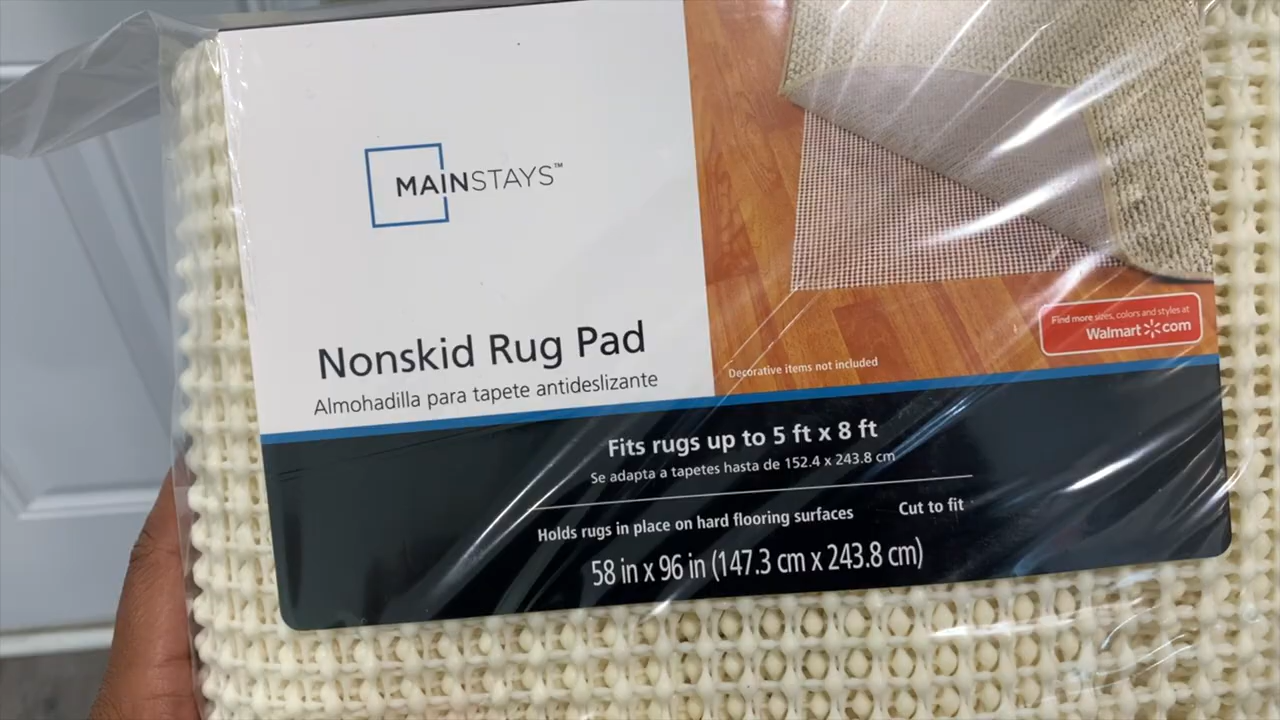 MAINSTAYS™
Nonskid Rug Pad
Almohadilla para tapete antideslizante
Find more sizes, colors and styles at
Walmart com
Decorative items not included
Fits rugs up to 5 ft x 8 ft
Se adapta a tapetes hasta de 152.4 x 243.8 cm
Holds rugs in place on hard flooring surfaces
Cut to fit
58 in x 96 in (147.3 cm x 243.8 cm)